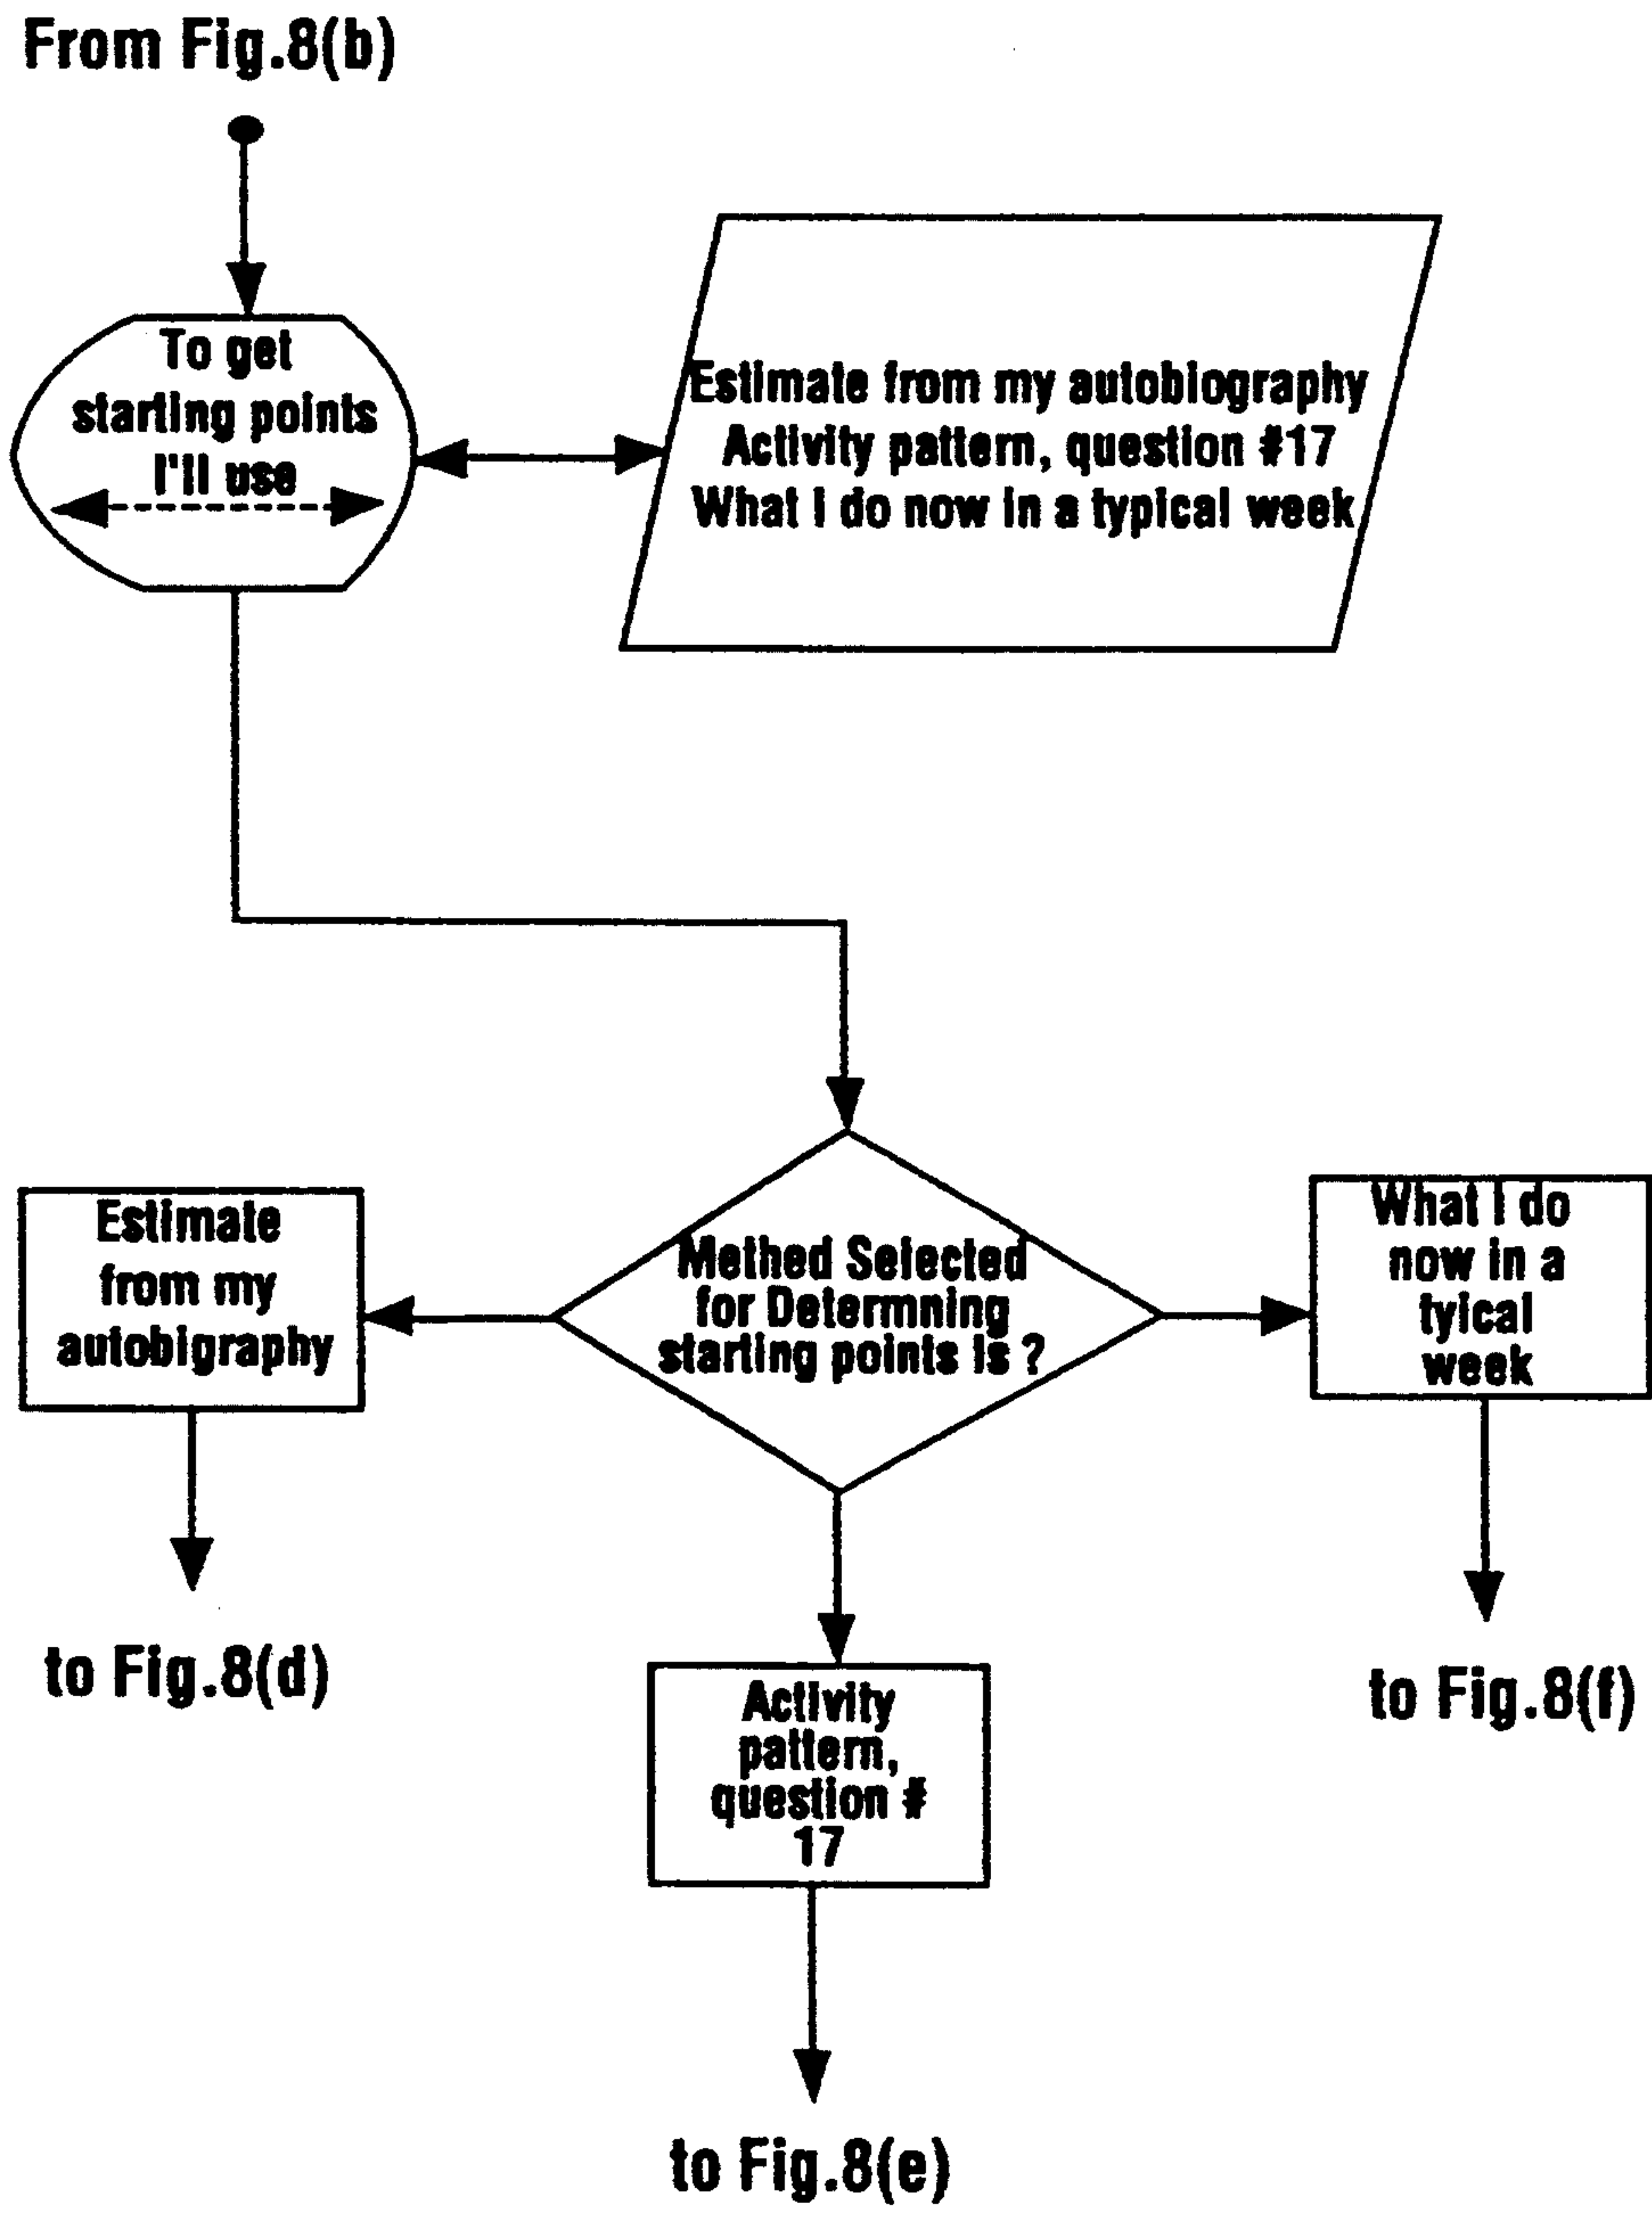 From Fig.8(b)
To get
starting points
I'll use
Estimate from my autobiography
Activity pattern, question #17
What I do now in a typical week
Estimate
from my
autobigraphy
Methed Selected
for Determning
starting points is ?
What I do
now in a
tyical
week
to Fig.8(d)
Activity
pattern,
question #
17
to Fig.8(f)
to Fig.8(e)